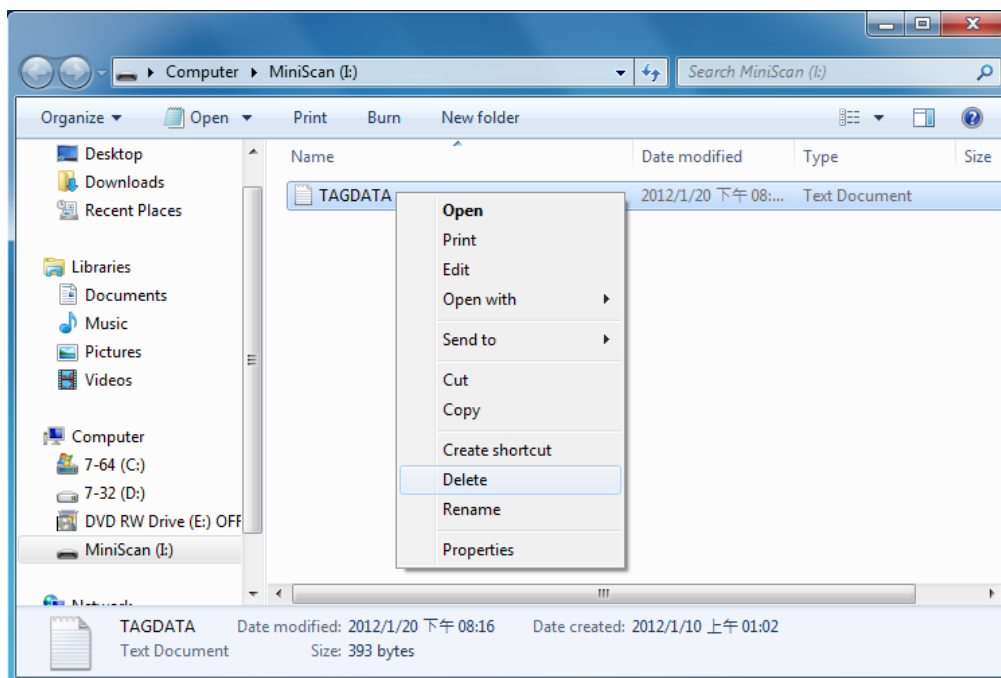 Computer ▸ MiniScan (I:)
Search MiniScan (I:)
Organize Open Print Burn New folder
Desktop
Downloads
Recent Places
Libraries
Documents
Music
Pictures
Videos
Computer
7-64 (C:)
7-32 (D:)
DVD RW Drive (E:) OFF
MiniScan (I:)
Name Date modified Type Size
TAGDATA 2012/1/20 下午 08:... Text Document
Open
Print
Edit
Open with
Send to
Cut
Copy
Create shortcut
Delete
Rename
Properties
TAGDATA Date modified: 2012/1/20 下午 08:16 Date created: 2012/1/10 上午 01:02
Text Document Size: 393 bytes